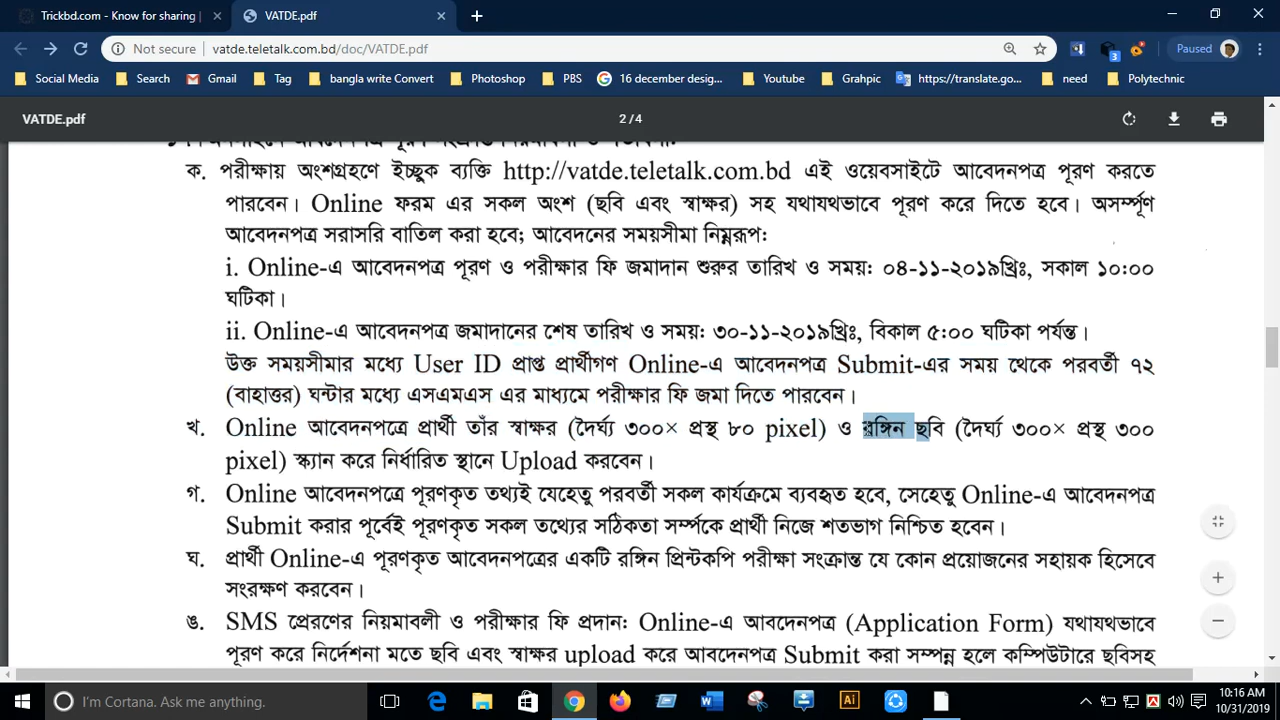 Trickbd.com - Know for sharing |
VATDE.pdf
Not secure | vatde.teletalk.com.bd/doc/VATDE.pdf
3
Paused
Social Media Search Gmail Tag bangla write Convert Photoshop PBS 16 december desig... Youtube Grahpic https://translate.go... need Polytechnic
VATDE.pdf
2 / 4
ক. পরীক্ষায় অংশগ্রহণে ইচ্ছুক ব্যক্তি http://vatde.teletalk.com.bd এই ওয়েবসাইটে আবেদনপত্র পূরণ করতে
পারবেন। Online ফরম এর সকল অংশ (ছবি এবং স্বাক্ষর) সহ যথাযথভাবে পূরণ করে দিতে হবে। অসম্পূর্ণ
আবেদনপত্র সরাসরি বাতিল করা হবে; আবেদনের সময়সীমা নিম্নরূপ:
i. Online-এ আবেদনপত্র পূরণ ও পরীক্ষার ফি জমাদান শুরুর তারিখ ও সময়: ০৪-১১-২০১৯খ্রিঃ, সকাল ১০:০০
ঘটিকা।
ii. Online-এ আবেদনপত্র জমাদানের শেষ তারিখ ও সময়: ৩০-১১-২০১৯খ্রিঃ, বিকাল ৫:০০ ঘটিকা পর্যন্ত।
উক্ত সময়সীমার মধ্যে User ID প্রাপ্ত প্রার্থীগণ Online-এ আবেদনপত্র Submit-এর সময় থেকে পরবর্তী ৭২
(বাহাত্তর) ঘন্টার মধ্যে এসএমএস এর মাধ্যমে পরীক্ষার ফি জমা দিতে পারবেন।
খ. Online আবেদনপত্রে প্রার্থী তাঁর স্বাক্ষর (দৈর্ঘ্য ৩০০× প্রস্থ ৮০ pixel) ও রঙ্গিন ছবি (দৈর্ঘ্য ৩০০× প্রস্থ ৩০০
pixel) স্ক্যান করে নির্ধারিত স্থানে Upload করবেন।
গ. Online আবেদনপত্রে পূরণকৃত তথ্যই যেহেতু পরবর্তী সকল কার্যক্রমে ব্যবহৃত হবে, সেহেতু Online-এ আবেদনপত্র
Submit করার পূর্বেই পূরণকৃত সকল তথ্যের সঠিকতা সর্ম্পকে প্রার্থী নিজে শতভাগ নিশ্চিত হবেন।
ঘ. প্রার্থী Online-এ পূরণকৃত আবেদনপত্রের একটি রঙ্গিন প্রিন্টকপি পরীক্ষা সংক্রান্ত যে কোন প্রয়োজনের সহায়ক হিসেবে
সংরক্ষণ করবেন।
ঙ. SMS প্রেরণের নিয়মাবলী ও পরীক্ষার ফি প্রদান: Online-এ আবদেনপত্র (Application Form) যথাযথভাবে
পূরণ করে নির্দেশনা মতে ছবি এবং স্বাক্ষর upload করে আবদেনপত্র Submit করা সম্পন্ন হলে কম্পিউটারে ছবিসহ
I'm Cortana. Ask me anything.
10:16 AM
10/31/2019